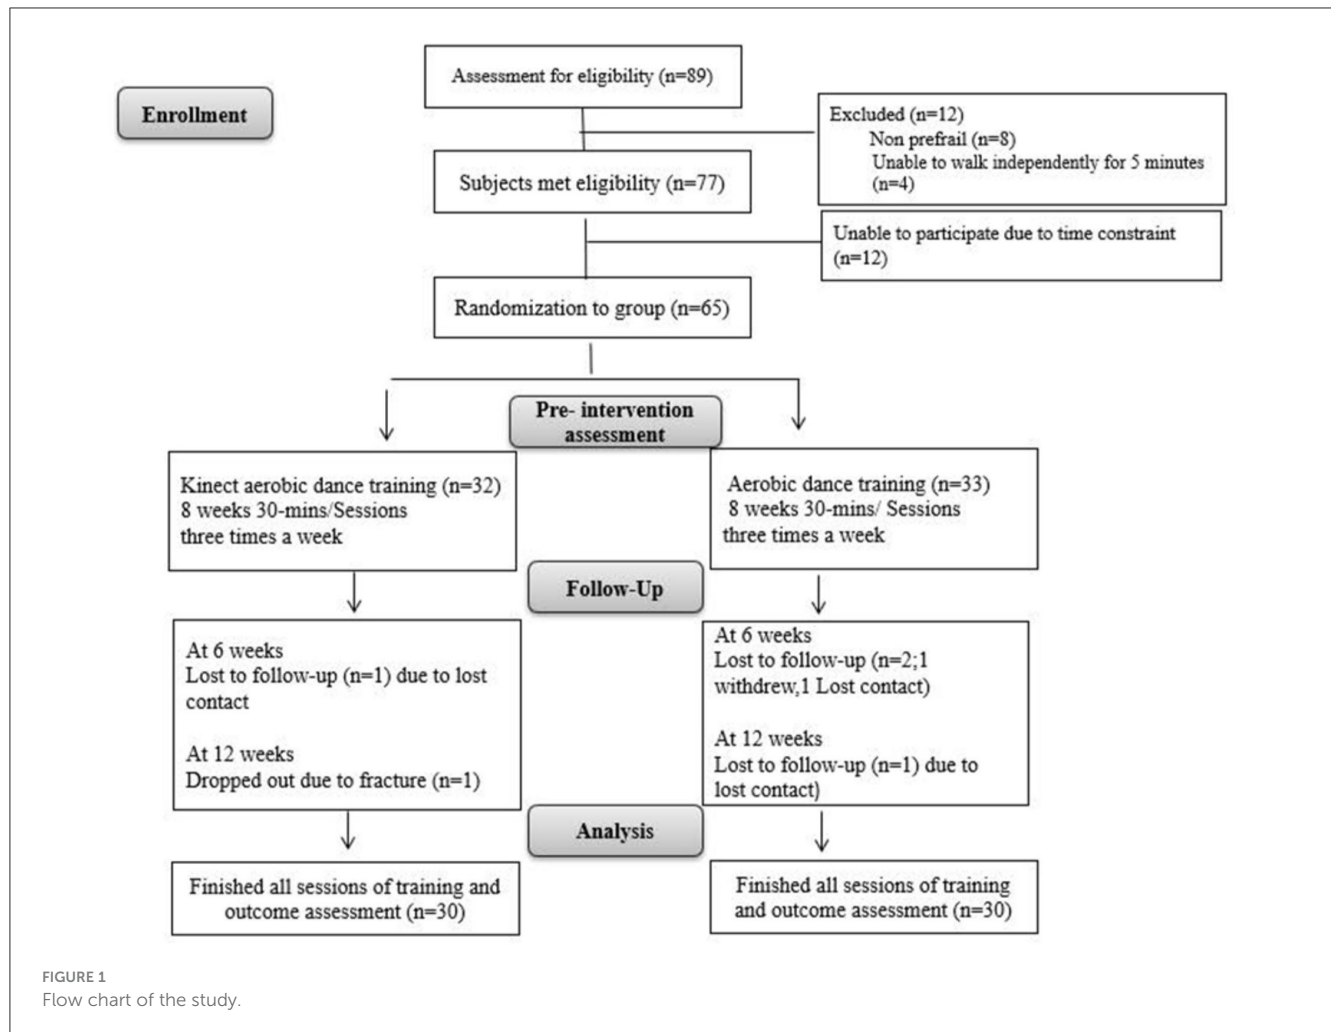 Assessment for eligibility (n=89)
Enrollment
Excluded (n=12)
Non prefrail (n=8)
Unable to walk independently for 5 minutes
(n=4)
Subjects met eligibility (n=77)
Unable to participate due to time constraint
(n=12)
Randomization to group (n=65)
Pre- intervention
assessment
Kinect aerobic dance training (n=32)
8 weeks 30-mins/Sessions
three times a week
Aerobic dance training (n=33)
8 weeks 30-mins/ Sessions
three times a week
Follow-Up
At 6 weeks
Lost to follow-up (n=1) due to lost
contact
At 12 weeks
Dropped out due to fracture (n=1)
At 6 weeks
Lost to follow-up (n=2;1
withdrew,1 Lost contact)
At 12 weeks
Lost to follow-up (n=1) due to
lost contact)
Analysis
Finished all sessions of training and
outcome assessment (n=30)
Finished all sessions of training
and outcome assessment (n=30)
FIGURE 1
Flow chart of the study.